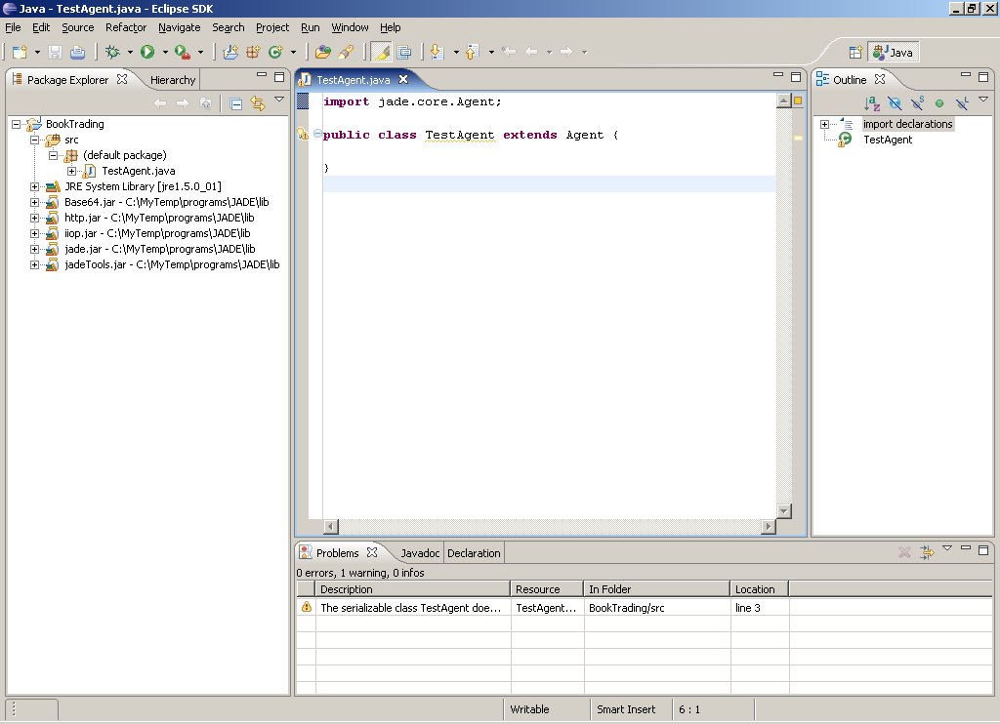 Java - TestAgent.java - Eclipse SDK
File Edit Source Refactor Navigate Search Project Run Window Help
Java
Package Explorer Hierarchy
BookTrading
src
(default package)
TestAgent.java
JRE System Library [jre1.5.0_01]
Base64.jar - C:\MyTemp\programs\JADE\lib
http.jar - C:\MyTemp\programs\JADE\lib
iiop.jar - C:\MyTemp\programs\JADE\lib
jade.jar - C:\MyTemp\programs\JADE\lib
jadeTools.jar - C:\MyTemp\programs\JADE\lib
TestAgent.java
import jade.core.Agent;
public class TestAgent extends Agent {
}
Outline
import declarations
TestAgent
Problems Javadoc Declaration
0 errors, 1 warning, 0 infos
Description Resource In Folder Location
The serializable class TestAgent doe... TestAgent... BookTrading/src line 3
Writable Smart Insert 6 : 1